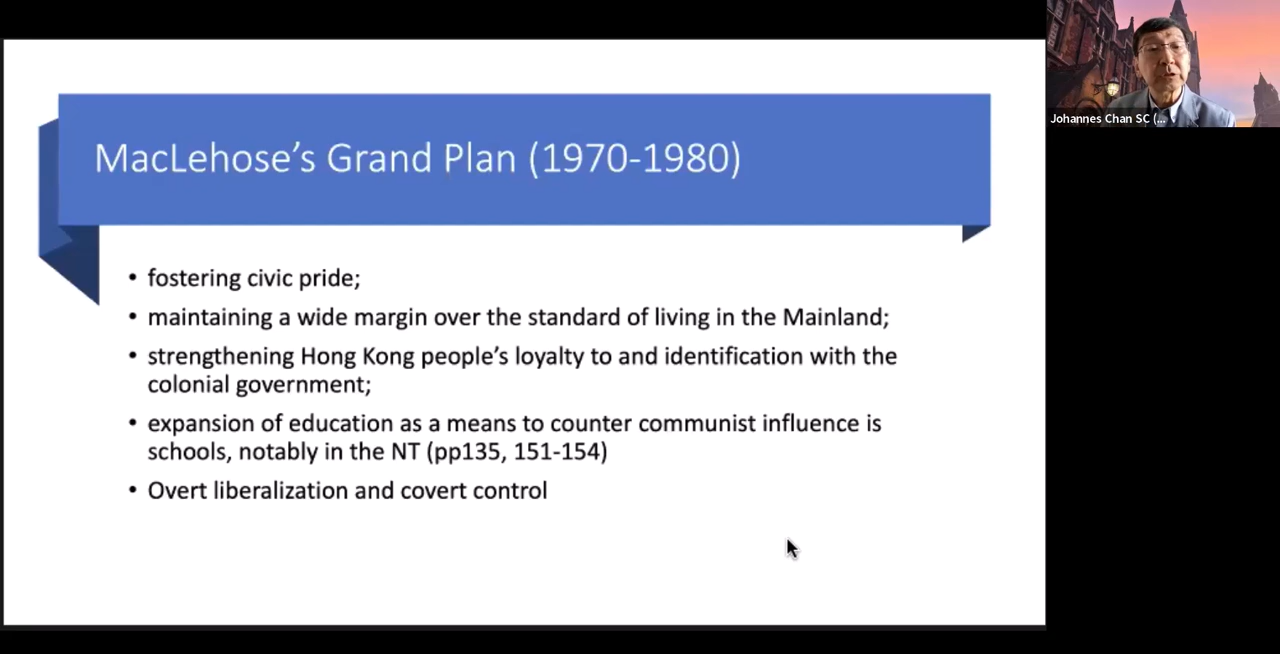 MacLehose’s Grand Plan (1970-1980)
• fostering civic pride;
• maintaining a wide margin over the standard of living in the Mainland;
• strengthening Hong Kong people’s loyalty to and identification with the
colonial government;
• expansion of education as a means to counter communist influence is
schools, notably in the NT (pp135, 151-154)
• Overt liberalization and covert control
Johannes Chan SC (...